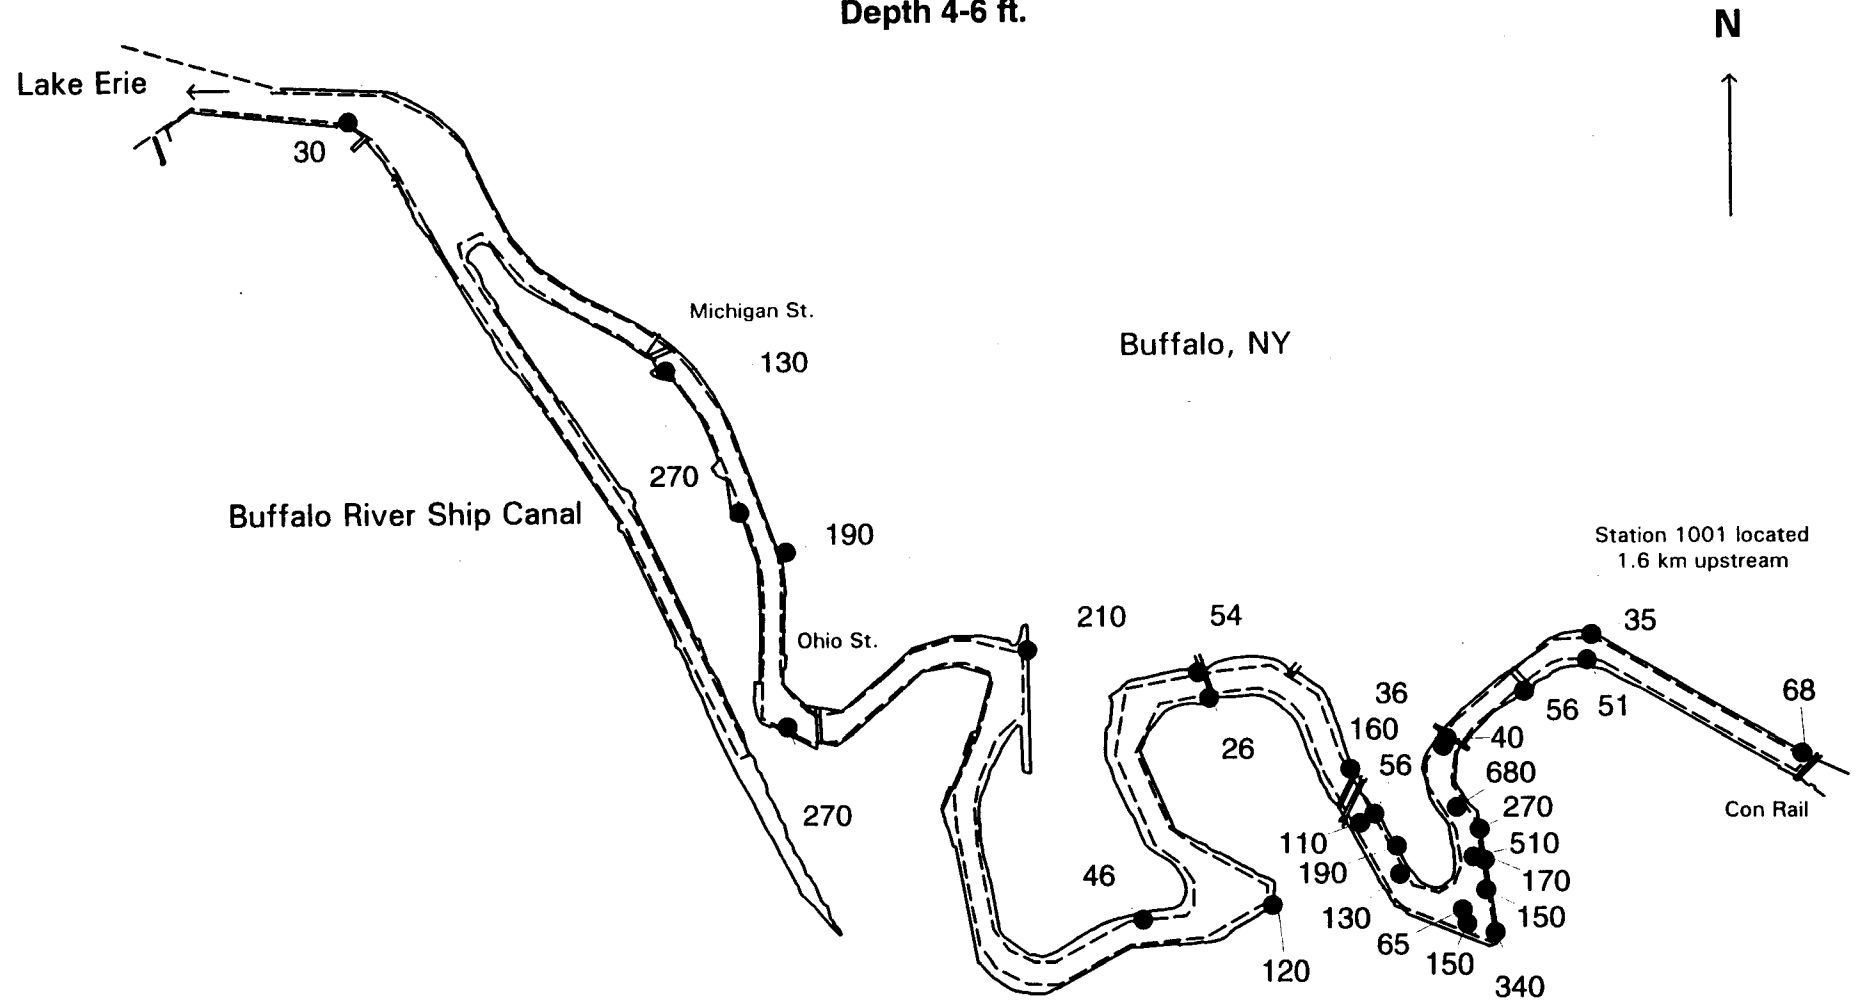 Depth 4-6 ft.
N
Lake Erie
30
Michigan St.
130
Buffalo, NY
270
Buffalo River Ship Canal
190
Station 1001 located
1.6 km upstream
Ohio St.
210
54
35
36
68
160
56
51
26
56
40
680
Con Rail
270
270
110
510
46
190
170
130
150
65
150
120
340